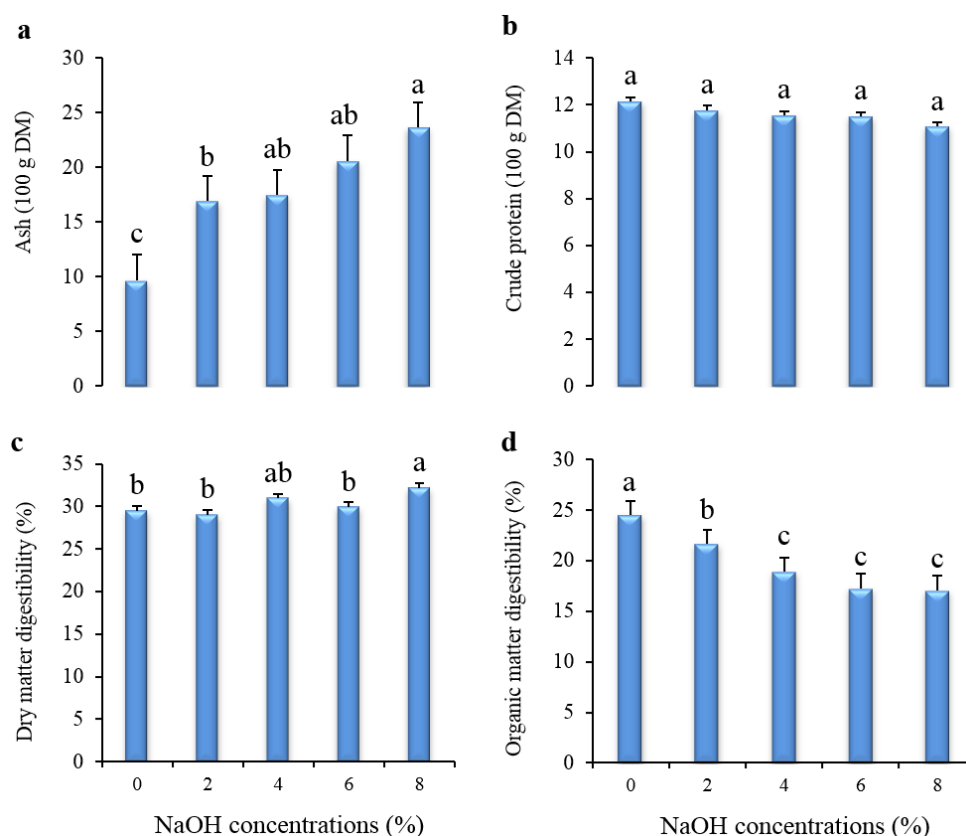 a
Ash (100 g DM)
30
25
20
15
10
5
0
c
b
ab
ab
a
b
Crude protein (100 g DM)
14
12
10
8
6
4
2
0
a
a
a
a
a
c
Dry matter digestibility (%)
35
30
25
20
15
10
5
0
b
b
ab
b
a
0 2 4 6 8
NaOH concentrations (%)
d
Organic matter digestibility (%)
30
25
20
15
10
5
0
a
b
c
c
c
0 2 4 6 8
NaOH concentrations (%)